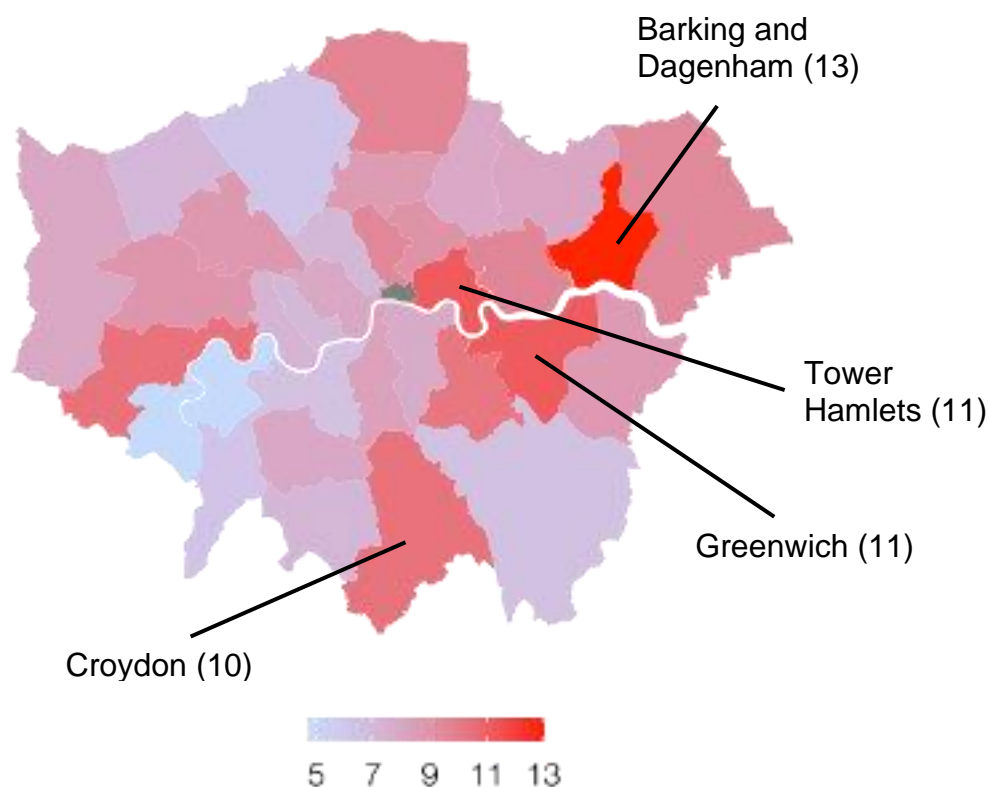 Barking and
Dagenham (13)
Tower
Hamlets (11)
Greenwich (11)
Croydon (10)
5 7 9 11 13